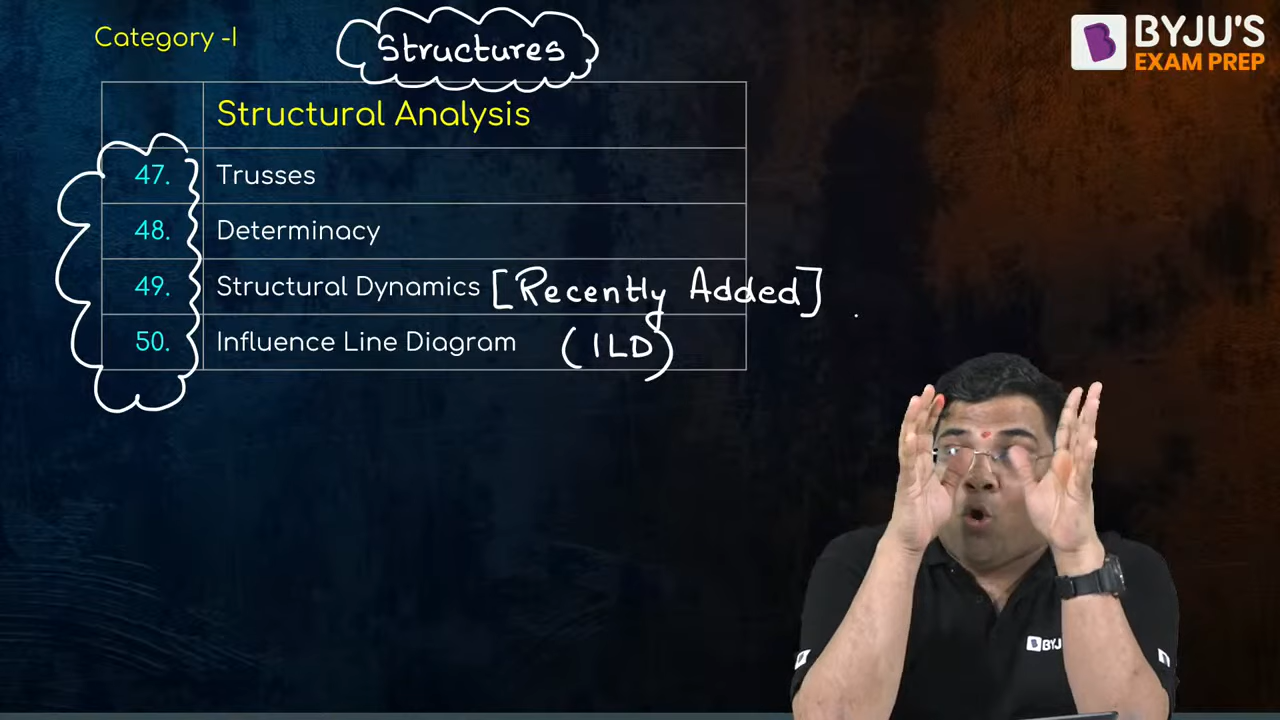 Category -I
Structures
BYJU'S
EXAM PREP
Structural Analysis
47. Trusses
48. Determinacy
49. Structural Dynamics [Recently Added]
50. Influence Line Diagram (ILD)
BYJ